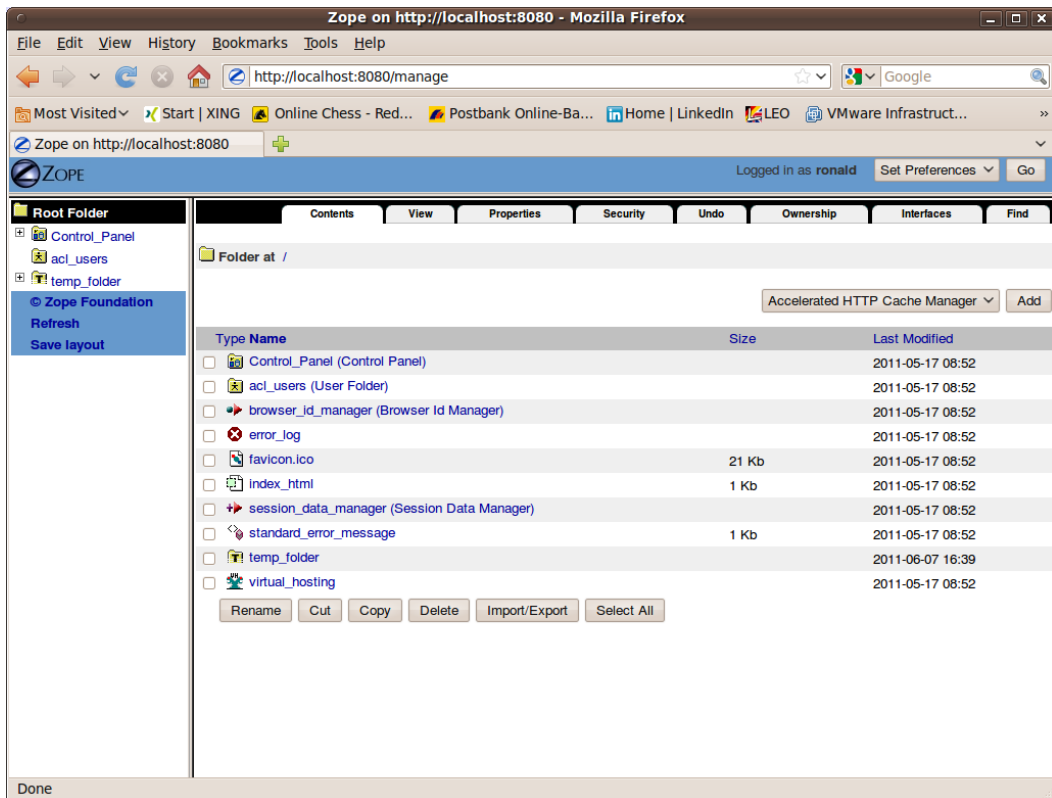 Zope on http://localhost:8080 - Mozilla Firefox
File Edit View History Bookmarks Tools Help
http://localhost:8080/manage Google
Most Visited Start | XING Online Chess - Red... Postbank Online-Ba... Home | LinkedIn LEO VMware Infrastruct... »
Zope on http://localhost:8080
ZOPE Logged in as ronald Set Preferences Go
Root Folder
Control_Panel
acl_users
temp_folder
© Zope Foundation
Refresh
Save layout
Contents View Properties Security Undo Ownership Interfaces Find
Folder at /
Accelerated HTTP Cache Manager Add
Type Name Size Last Modified
Control_Panel (Control Panel) 2011-05-17 08:52
acl_users (User Folder) 2011-05-17 08:52
browser_id_manager (Browser Id Manager) 2011-05-17 08:52
error_log 2011-05-17 08:52
favicon.ico 21 Kb 2011-05-17 08:52
index_html 1 Kb 2011-05-17 08:52
session_data_manager (Session Data Manager) 2011-05-17 08:52
standard_error_message 1 Kb 2011-05-17 08:52
temp_folder 2011-06-07 16:39
virtual_hosting 2011-05-17 08:52
Rename Cut Copy Delete Import/Export Select All
Done